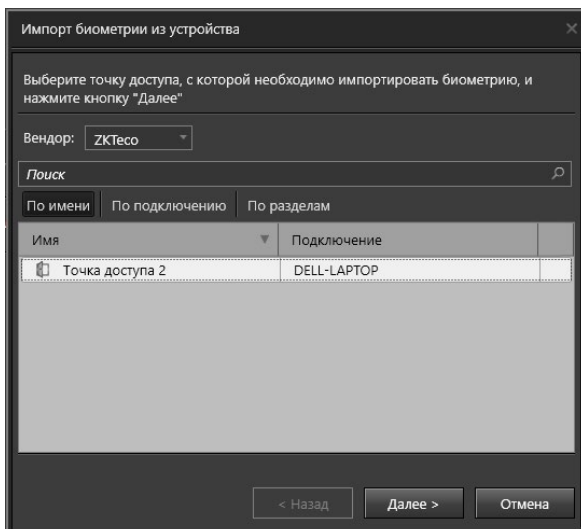 Импорт биометрии из устройства
Выберите точку доступа, с которой необходимо импортировать биометрию, и
нажмите кнопку "Далее"
Вендор: ZKTeco
Поиск
По имени По подключению По разделам
Имя Подключение
Точка доступа 2 DELL-LAPTOP
< Назад Далее > Отмена